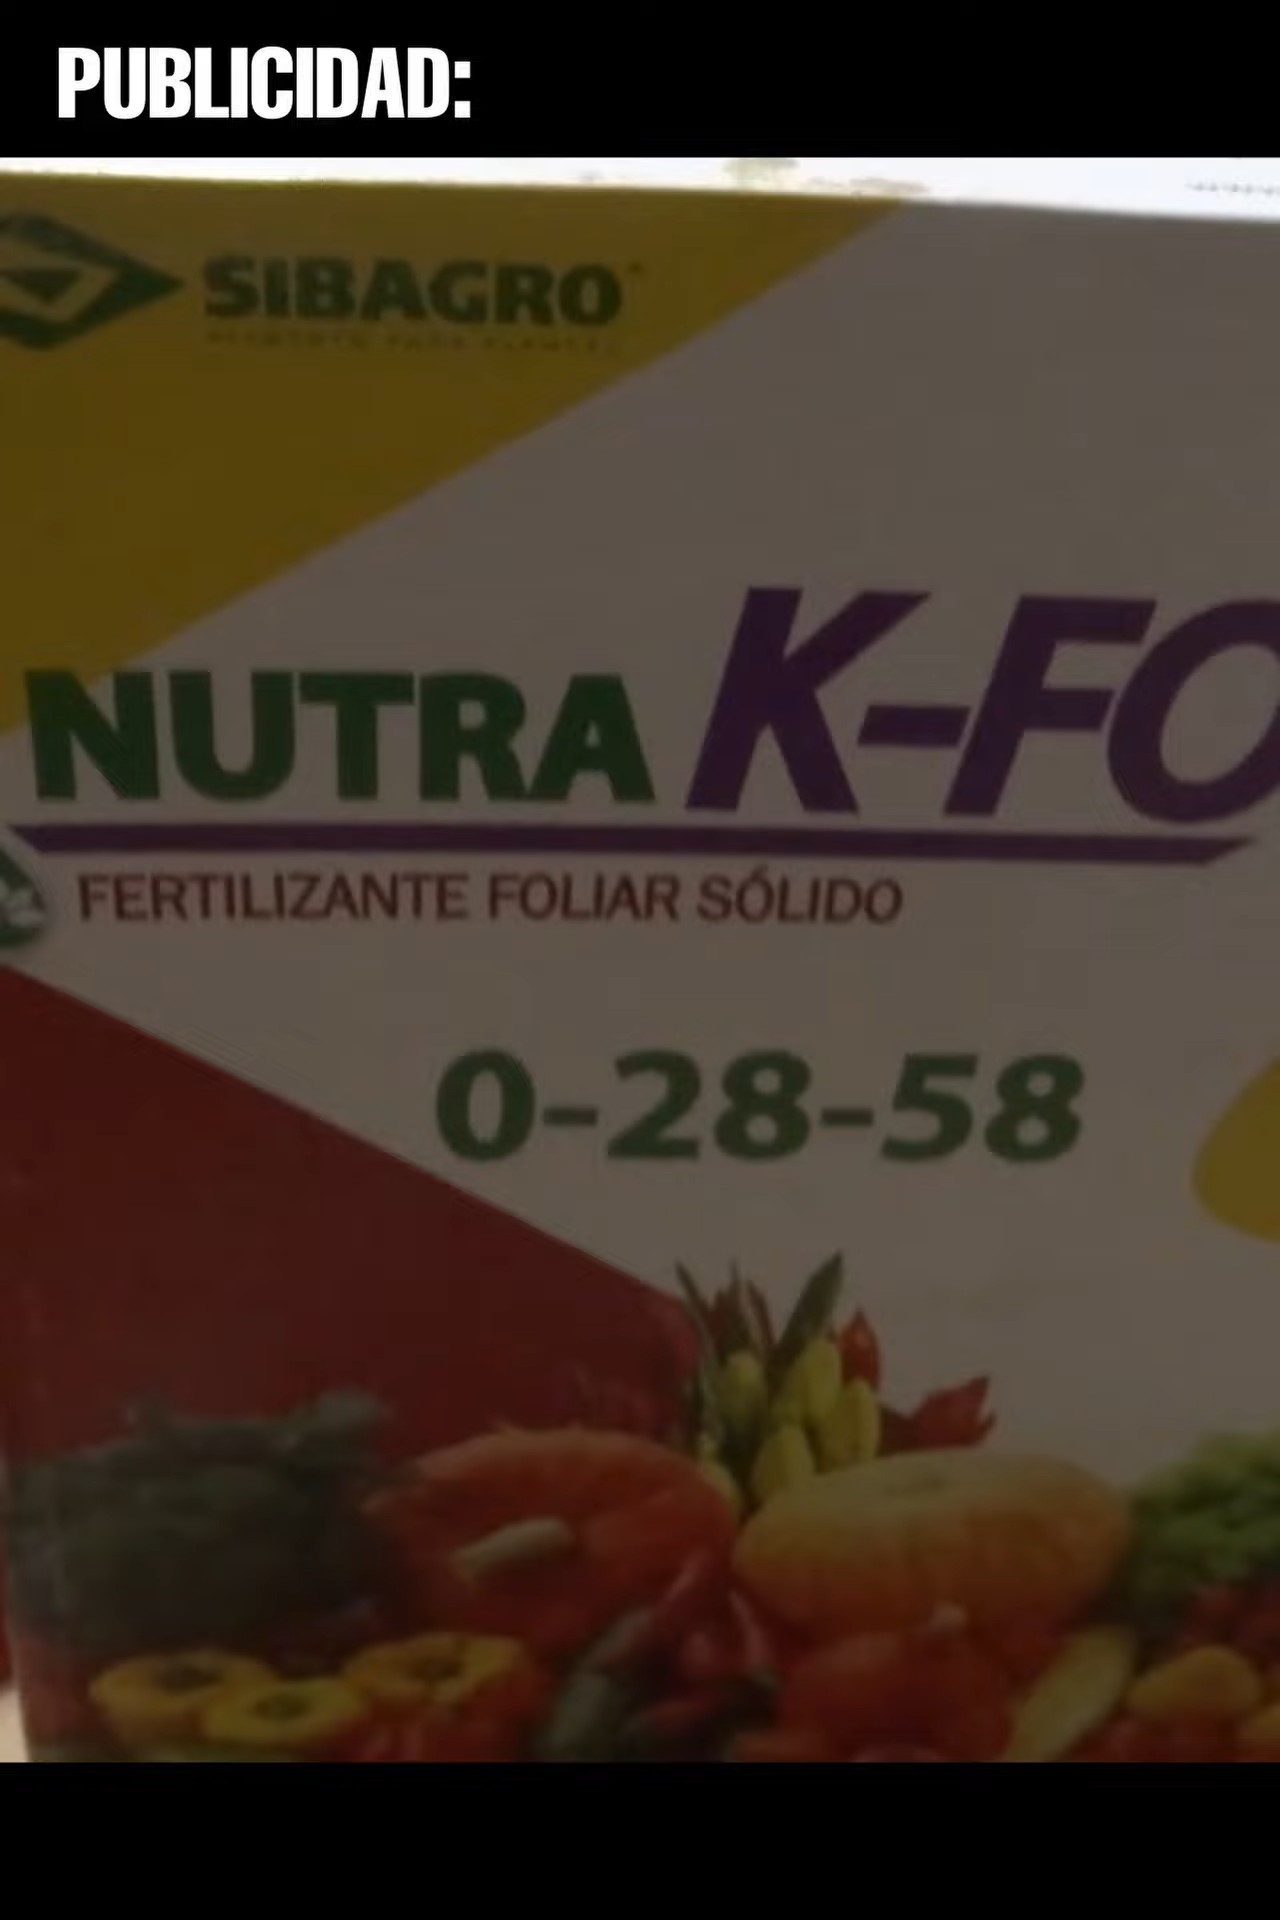 PUBLICIDAD:
SIBAGRO
NUTRA K-FO
FERTILIZANTE FOLIAR SÓLIDO
0-28-58